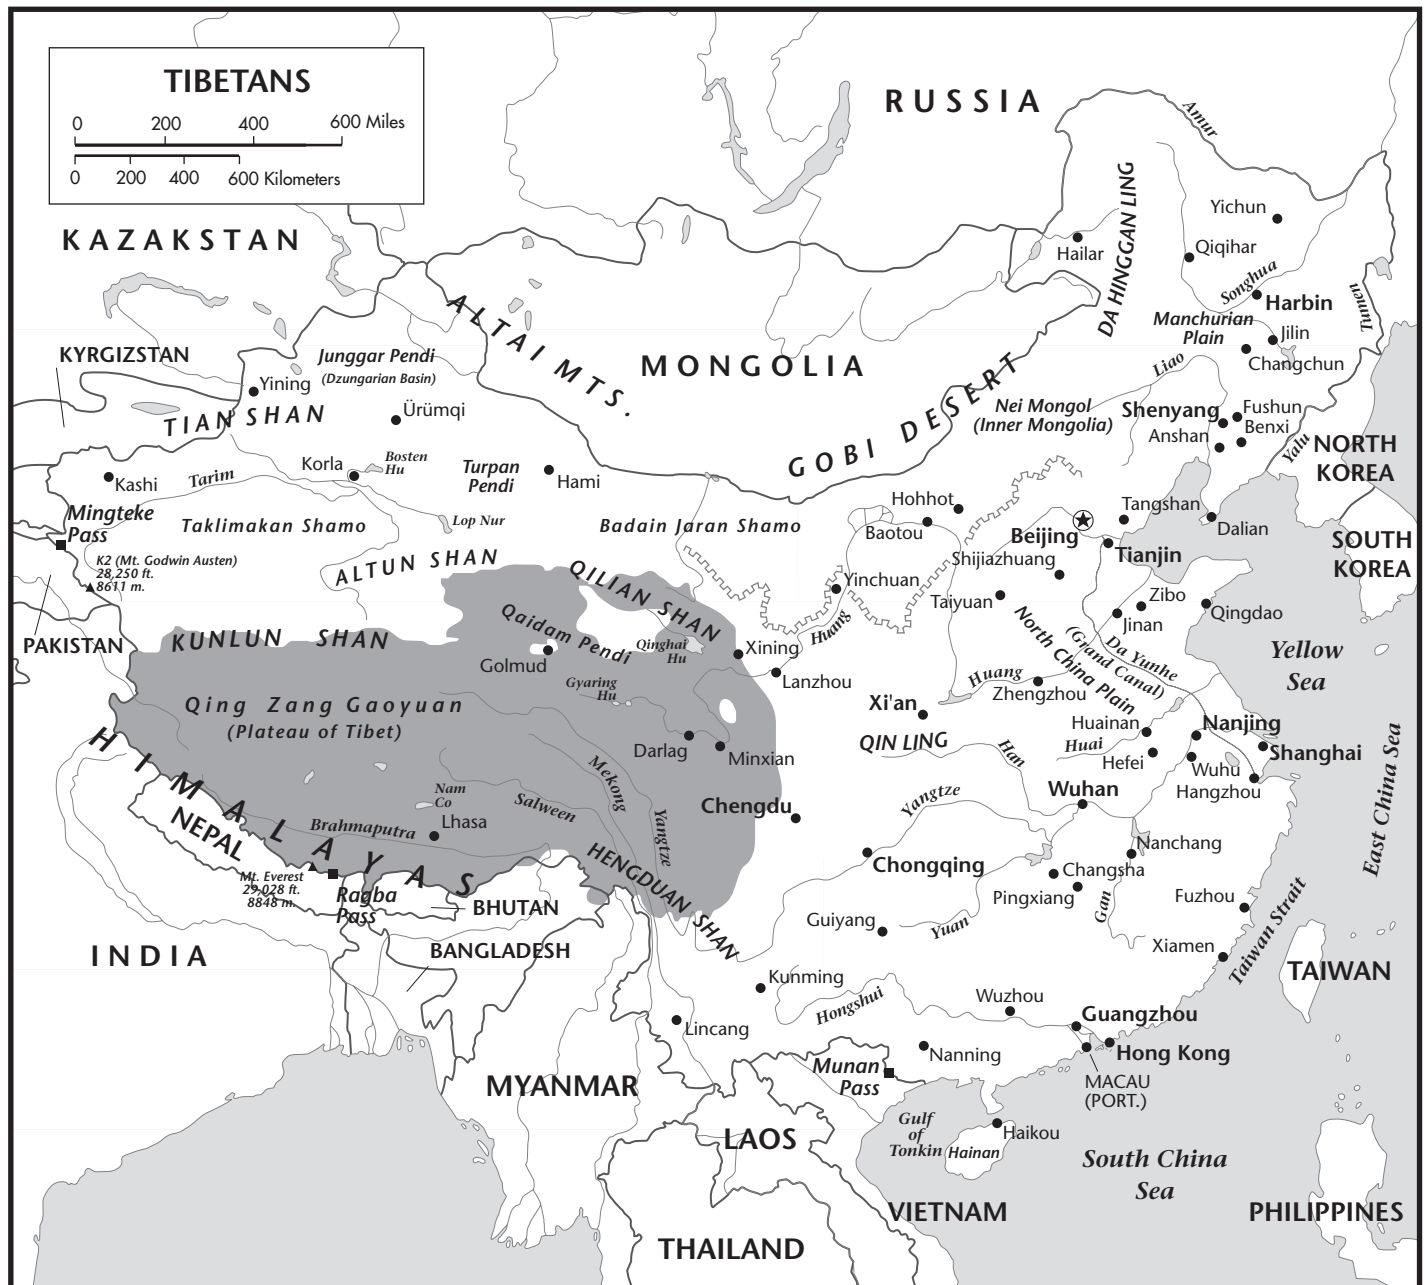 TIBETANS
0 200 400 600 Miles
0 200 400 600 Kilometers
RUSSIA
Amur
KAZAKSTAN
DA HINGGAN LING
Yichun
Hailar
Qiqihar
Songhua
Harbin
Tumen
ALTAI MTS.
Manchurian
Plain
Jilin
Changchun
KYRGIZSTAN
Junggar Pendi
(Dzungarian Basin)
MONGOLIA
Liao
Yining
TIAN SHAN
Ürümqi
GOBI DESERT
Nei Mongol
(Inner Mongolia)
Shenyang
Fushun
Benxi
Anshan
Yalu
NORTH
KOREA
Korla
Bosten
Hu
Turpan
Pendi
Hami
Kashi
Tarim
Mingteke
Pass
Taklimakan Shamo
Lop Nur
Badain Jaran Shamo
Hohhot
Baotou
Beijing
Tangshan
Tianjin
Dalian
SOUTH
KOREA
K2 (Mt. Godwin Austen)
28,250 ft.
8611 m.
ALTUN SHAN
QILIAN SHAN
Yinchuan
Shijiazhuang
Taiyuan
Zibo
Jinan
Qingdao
PAKISTAN
KUNLUN SHAN
Qaidam Pendi
Golmud
Qinghai
Hu
Xining
Huang
Lanzhou
North China Plain
Da Yunhe
(Grand Canal)
Yellow
Sea
Gyaring
Hu
Huang
Zhengzhou
Qing Zang Gaoyuan
(Plateau of Tibet)
Xi'an
QIN LING
Huainan
Huai
Hefei
Nanjing
Shanghai
Wuhu
Hangzhou
Darlag
Minxian
Han
HIMALAYAS
Mekong
Nam
Co
Salween
Yangtze
Chengdu
Yangtze
Wuhan
East China Sea
NEPAL
Brahmaputra
Lhasa
HENGDUAN SHAN
Chongqing
Nanchang
Changsha
Pingxiang
Gan
Mt. Everest
29,028 ft.
8848 m.
Ragba
Pass
BHUTAN
Guiyang
Yuan
Fuzhou
Xiamen
Taiwan Strait
INDIA
BANGLADESH
TAIWAN
Kunming
Hongshui
Wuzhou
Guangzhou
Lincang
Nanning
Hong Kong
MYANMAR
Munan
Pass
MACAU
(PORT.)
LAOS
Gulf
of
Tonkin
Haikou
Hainan
South China
Sea
VIETNAM
PHILIPPINES
THAILAND